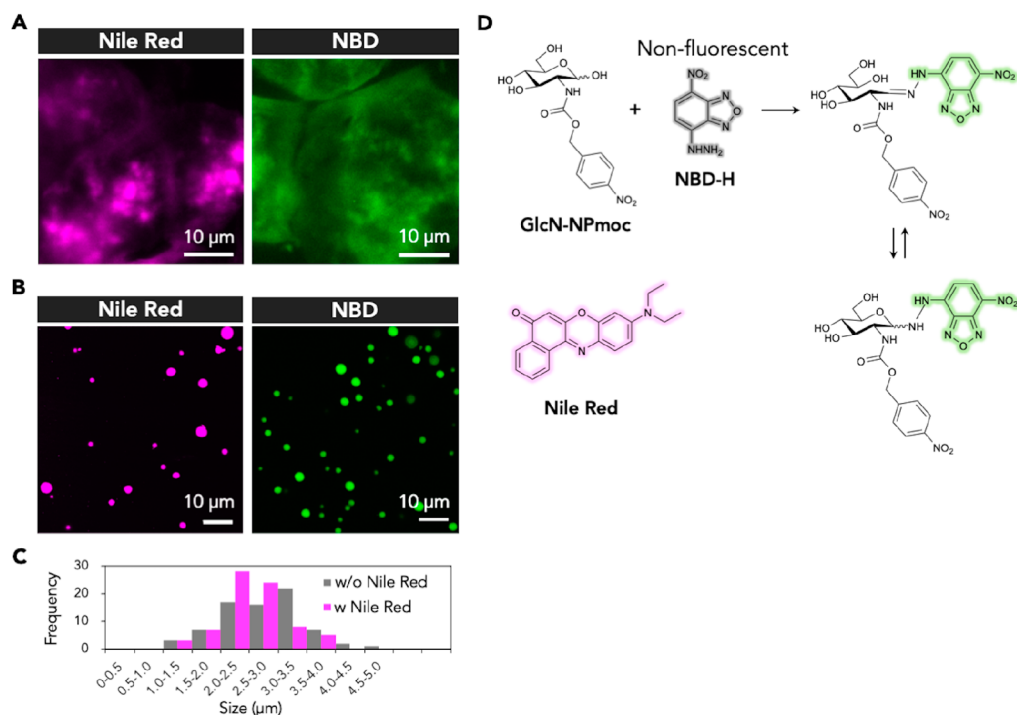 A
Nile Red
NBD
10 µm
10 µm
B
Nile Red
NBD
10 µm
10 µm
C
Frequency
30
20
10
0
w/o Nile Red
w Nile Red
0-0.5
0.5-1.0
1.0-1.5
1.5-2.0
2.0-2.5
2.5-3.0
3.0-3.5
3.5-4.0
4.0-4.5
4.5-5.0
Size (µm)
D
Non-fluorescent
OH
HO
HO
O
OH
NH
O
O
NO₂
GlcN-NPmoc
+
NO₂
N
O
N
NHNH₂
NBD-H
OH
OH
HO
HO
NH
O
O
NO₂
N
HN
NO₂
N
O
N
OH
HO
HO
O
NH
HN
NO₂
N
O
N
NH
O
O
NO₂
O
O
N
N
Nile Red